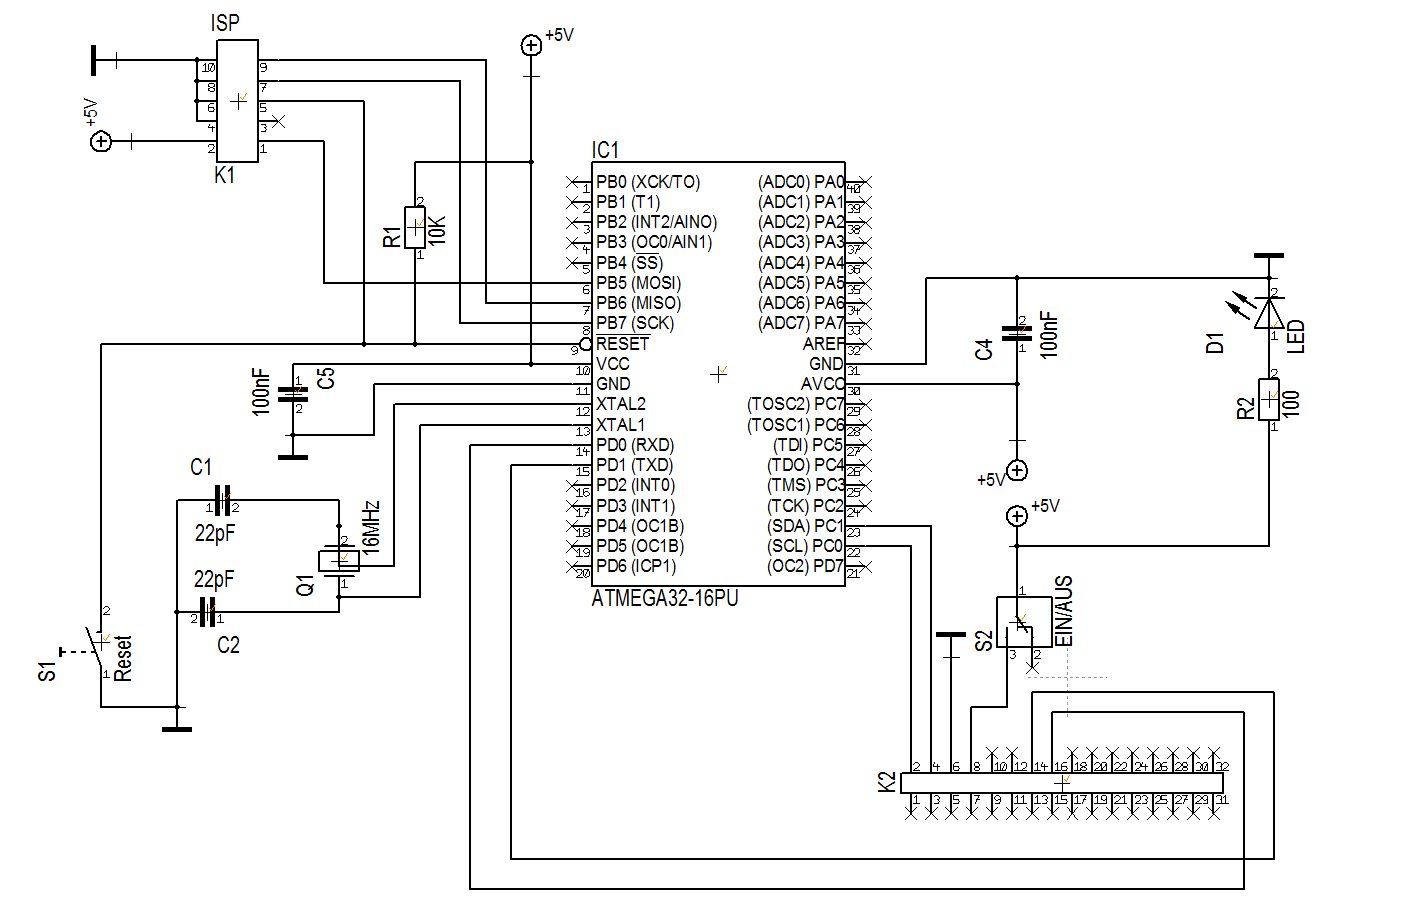 ISP
10 9
8 7
6 5
4 3
2 1
K1
+5V
+5V
R1
10K
2
1
IC1
1 PB0 (XCK/TO)
2 PB1 (T1)
3 PB2 (INT2/AINO)
4 PB3 (OC0/AIN1)
5 PB4 (SS)
6 PB5 (MOSI)
7 PB6 (MISO)
8 PB7 (SCK)
9 RESET
10 VCC
11 GND
12 XTAL2
13 XTAL1
14 PD0 (RXD)
15 PD1 (TXD)
16 PD2 (INT0)
17 PD3 (INT1)
18 PD4 (OC1B)
19 PD5 (OC1B)
20 PD6 (ICP1)
(ADC0) PA0 40
(ADC1) PA1 39
(ADC2) PA2 38
(ADC3) PA3 37
(ADC4) PA4 36
(ADC5) PA5 35
(ADC6) PA6 34
(ADC7) PA7 33
AREF 32
GND 31
AVCC 30
(TOSC2) PC7 29
(TOSC1) PC6 28
(TDI) PC5 27
(TDO) PC4 26
(TMS) PC3 25
(TCK) PC2 24
(SDA) PC1 23
(SCL) PC0 22
(OC2) PD7 21
ATMEGA32-16PU
100nF
1
2
C5
C1
1 2
22pF
22pF
2 1
C2
Q1
2
1
16MHz
S1
2
1
Reset
C4
2
1
100nF
+5V
+5V
D1
2
1
LED
R2
2
1
100
S2
1
3 2
EIN/AUS
K2
2 4 6 8 10 12 14 16 18 20 22 24 26 28 30 32
1 3 5 7 9 11 13 15 17 19 21 23 25 27 29 31